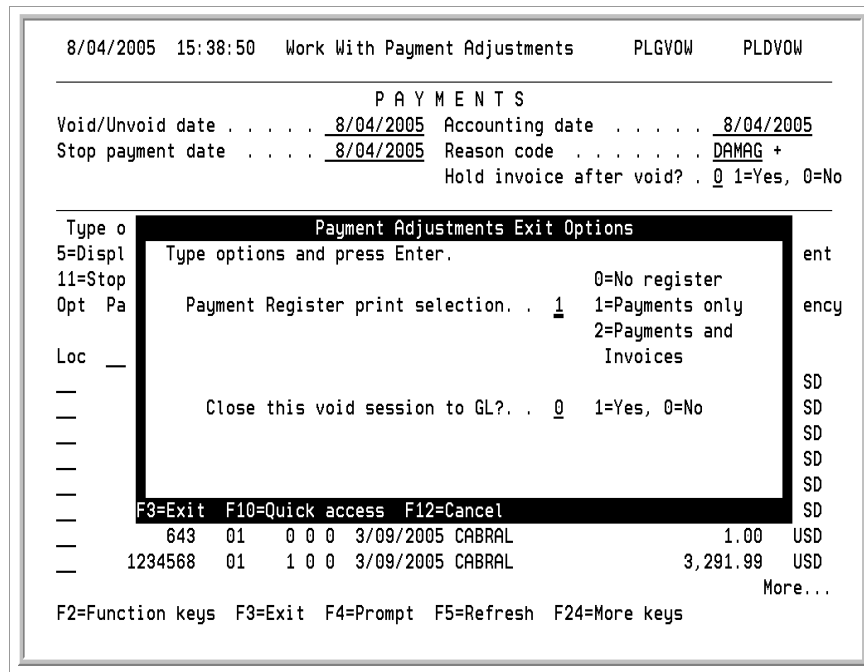 8/04/2005 15:38:50 Work With Payment Adjustments PLGVOW PLDVOW
P A Y M E N T S
Void/Unvoid date . . . . . 8/04/2005 Accounting date . . . . . 8/04/2005
Stop payment date . . . . 8/04/2005 Reason code . . . . . . . DAMAG +
Hold invoice after void? . 0 1=Yes, 0=No
Type o Payment Adjustments Exit Options
5=Displ Type options and press Enter. ent
11=Stop 0=No register
Opt Pa Payment Register print selection. . 1 1=Payments only ency
2=Payments and
Loc __ Invoices
SD
Close this void session to GL?. . 0 1=Yes, 0=No SD
SD
SD
SD
F3=Exit F10=Quick access F12=Cancel SD
643 01 0 0 0 3/09/2005 CABRAL 1.00 USD
1234568 01 1 0 0 3/09/2005 CABRAL 3,291.99 USD
More...
F2=Function keys F3=Exit F4=Prompt F5=Refresh F24=More keys